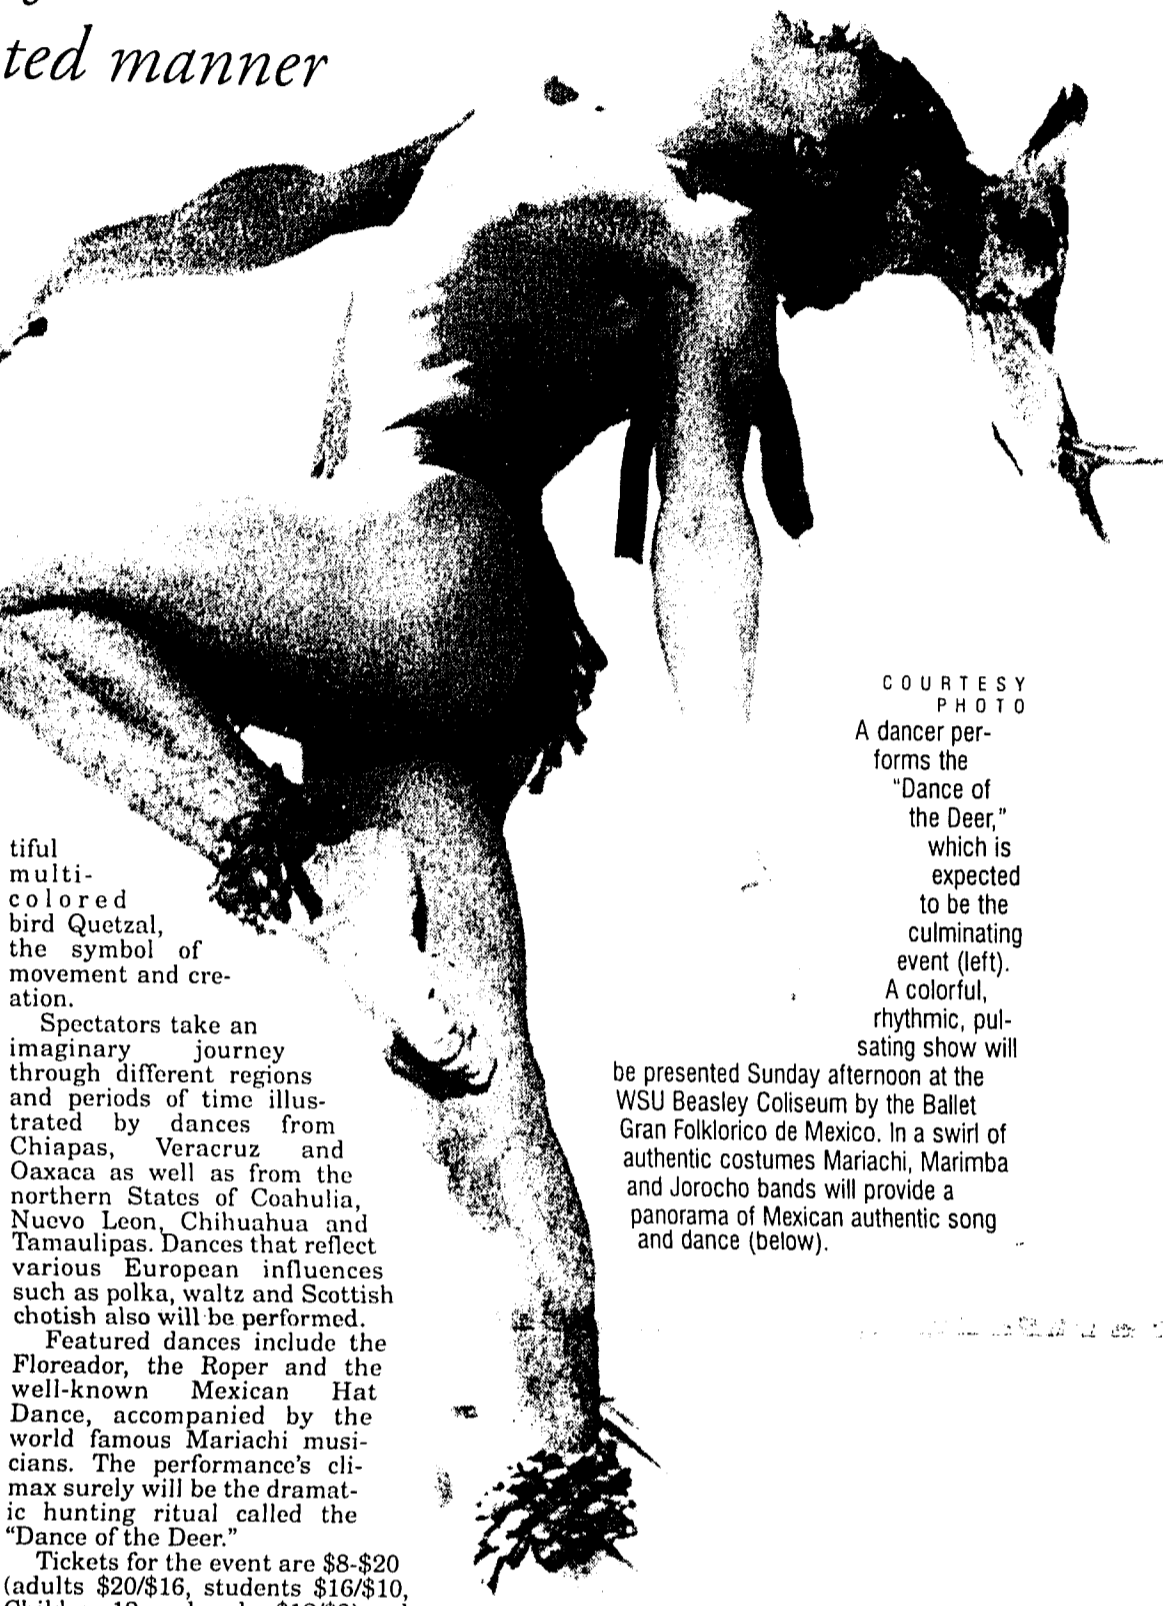 ted manner
tiful
multi-
colored
bird Quetzal,
the symbol of
movement and cre-
ation.
Spectators take an
imaginary journey
through different regions
and periods of time illus-
trated by dances from
Chiapas, Veracruz and
Oaxaca as well as from the
northern States of Coahulia,
Nuevo Leon, Chihuahua and
Tamaulipas. Dances that reflect
various European influences
such as polka, waltz and Scottish
chotish also will be performed.
Featured dances include the
Floreador, the Roper and the
well-known Mexican Hat
Dance, accompanied by the
world famous Mariachi musi-
cians. The performance's cli-
max surely will be the dramat-
ic hunting ritual called the
"Dance of the Deer."
Tickets for the event are $8-$20
(adults $20/$16, students $16/$10,
COURTESY
PHOTO
A dancer per-
forms the
"Dance of
the Deer,"
which is
expected
to be the
culminating
event (left).
A colorful,
rhythmic, pul-
sating show will
be presented Sunday afternoon at the
WSU Beasley Coliseum by the Ballet
Gran Folklorico de Mexico. In a swirl of
authentic costumes Mariachi, Marimba
and Jorocho bands will provide a
panorama of Mexican authentic song
and dance (below).